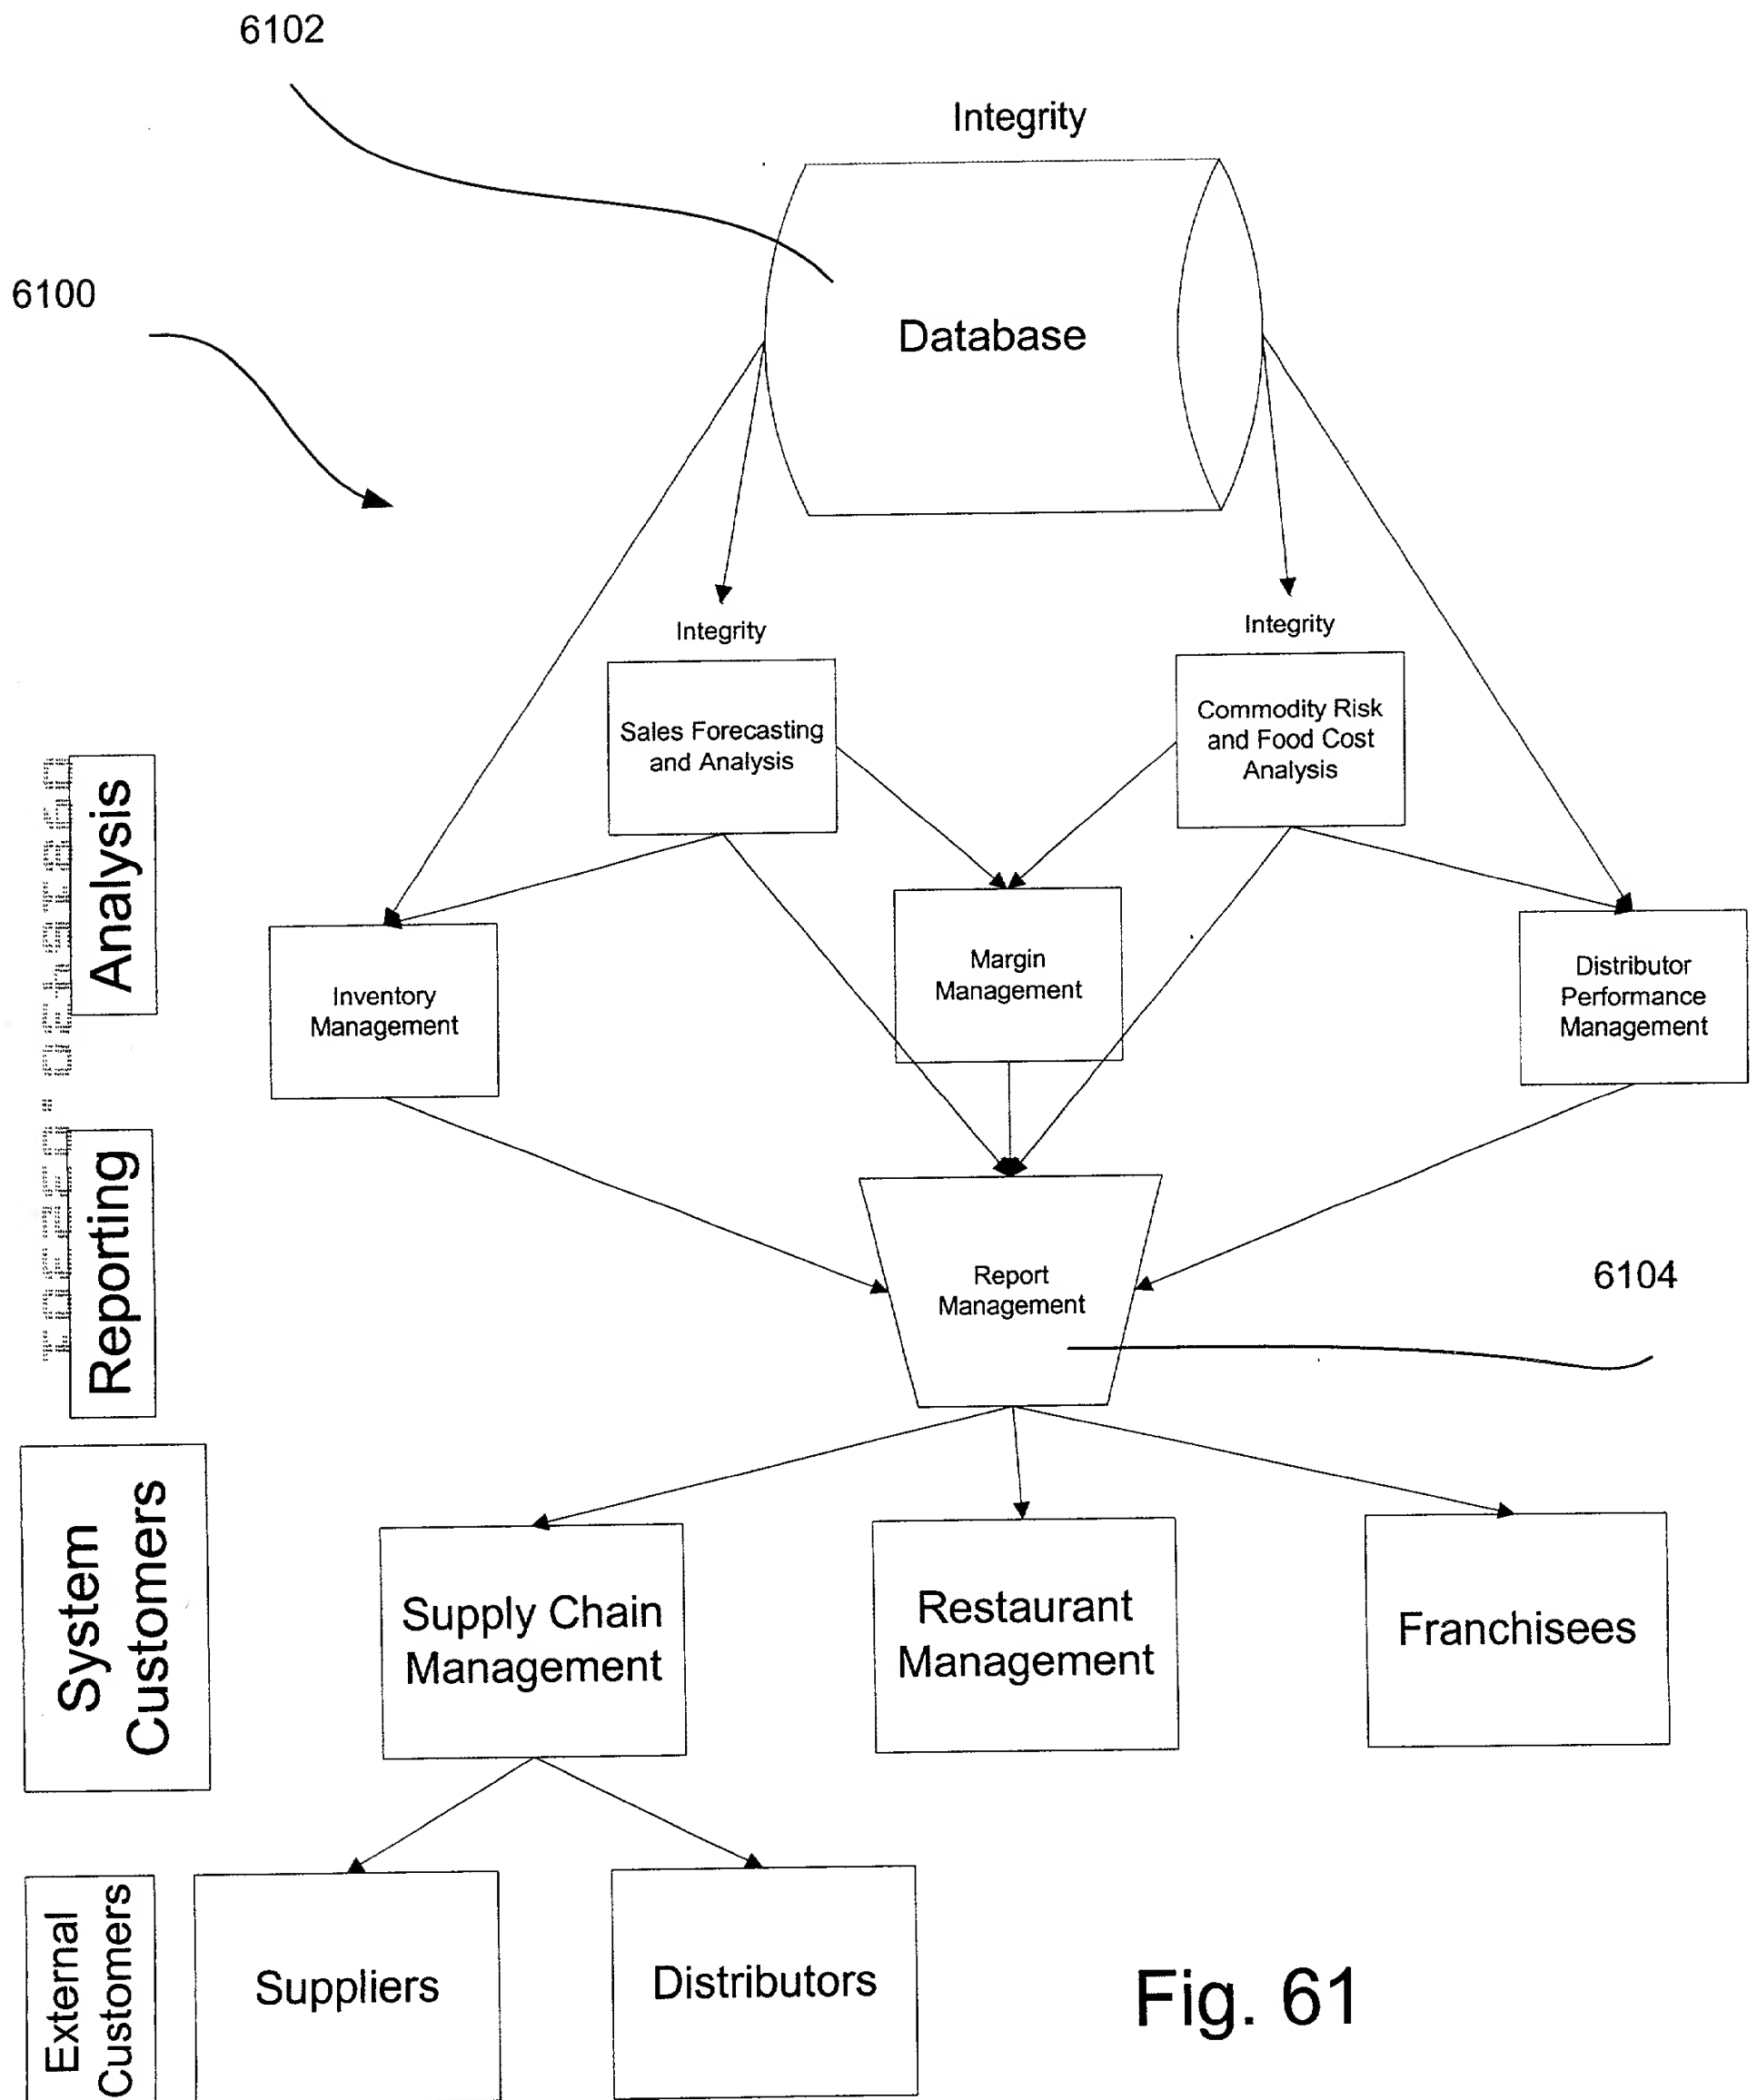 6102
Integrity
6100
Database
Integrity
Integrity
Sales Forecasting
and Analysis
Commodity Risk
and Food Cost
Analysis
Analysis
Inventory
Management
Margin
Management
Distributor
Performance
Management
Reporting
Report
Management
6104
System
Customers
Supply Chain
Management
Restaurant
Management
Franchisees
External
Customers
Suppliers
Distributors
Fig. 61